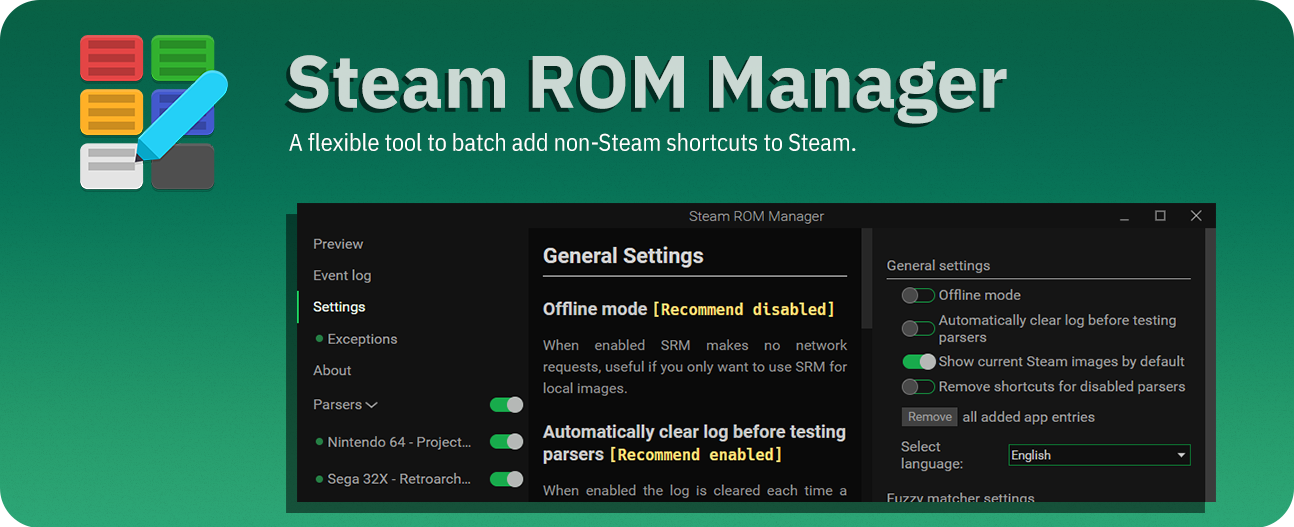 Steam ROM Manager
A flexible tool to batch add non-Steam shortcuts to Steam.
Steam ROM Manager
Preview
Event log
Settings
Exceptions
About
Parsers
Nintendo 64 - Project...
Sega 32X - Retroarch...
General Settings
Offline mode [Recommend disabled]
When enabled SRM makes no network
requests, useful if you only want to use SRM for
local images.
Automatically clear log before testing
parsers [Recommend enabled]
When enabled the log is cleared each time a
General settings
Offline mode
Automatically clear log before testing
parsers
Show current Steam images by default
Remove shortcuts for disabled parsers
Remove all added app entries
Select
language:
English
Fuzzy matcher settings